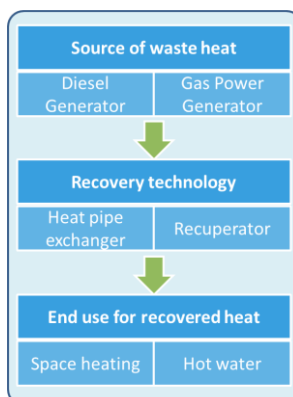 Source of waste heat
Diesel
Generator
Gas Power
Generator
Recovery technology
Heat pipe
exchanger
Recuperator
End use for recovered heat
Space heating
Hot water